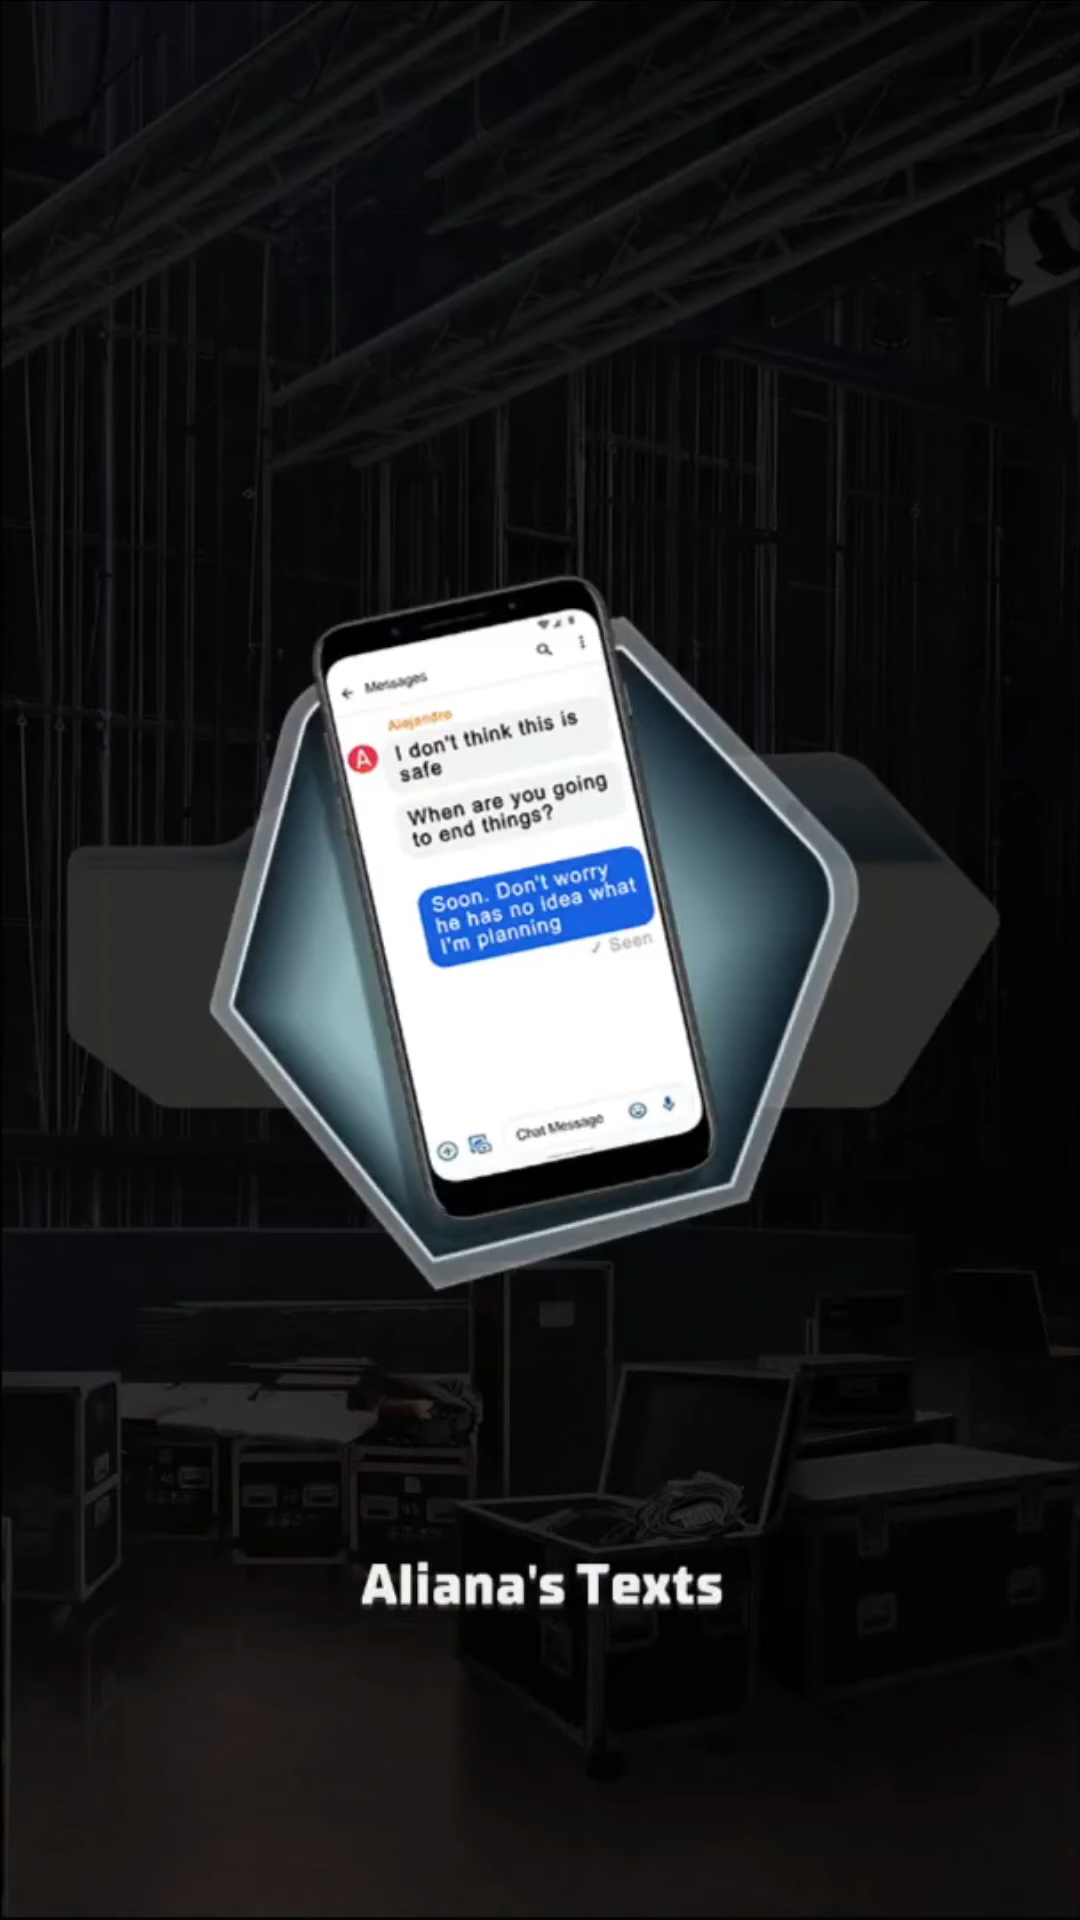 Messages
Alejandro
A
I don't think this is
safe
When are you going
to end things?
Soon. Don't worry
he has no idea what
I'm planning
✓ Seen
Chat Message
Aliana's Texts